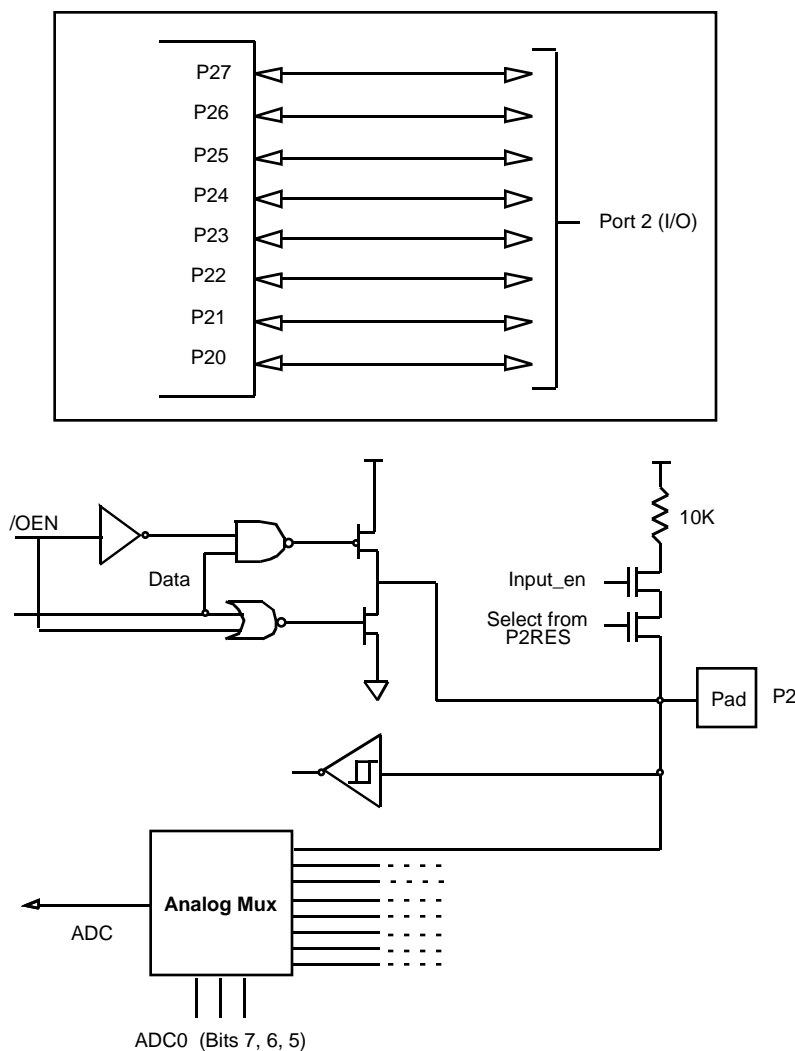 P27
P26
P25
P24
P23
Port 2 (I/O)
P22
P21
P20
/OEN
10K
Data
Input_en
Select from
P2RES
Pad
P2
Analog Mux
ADC
ADC0 (Bits 7, 6, 5)